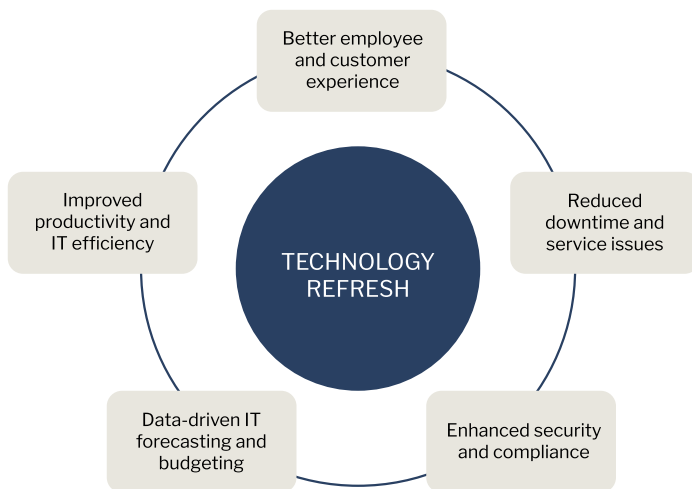 Better employee
and customer
experience
Improved
productivity and
IT efficiency
Reduced
downtime and
service issues
TECHNOLOGY
REFRESH
Data-driven IT
forecasting and
budgeting
Enhanced security
and compliance